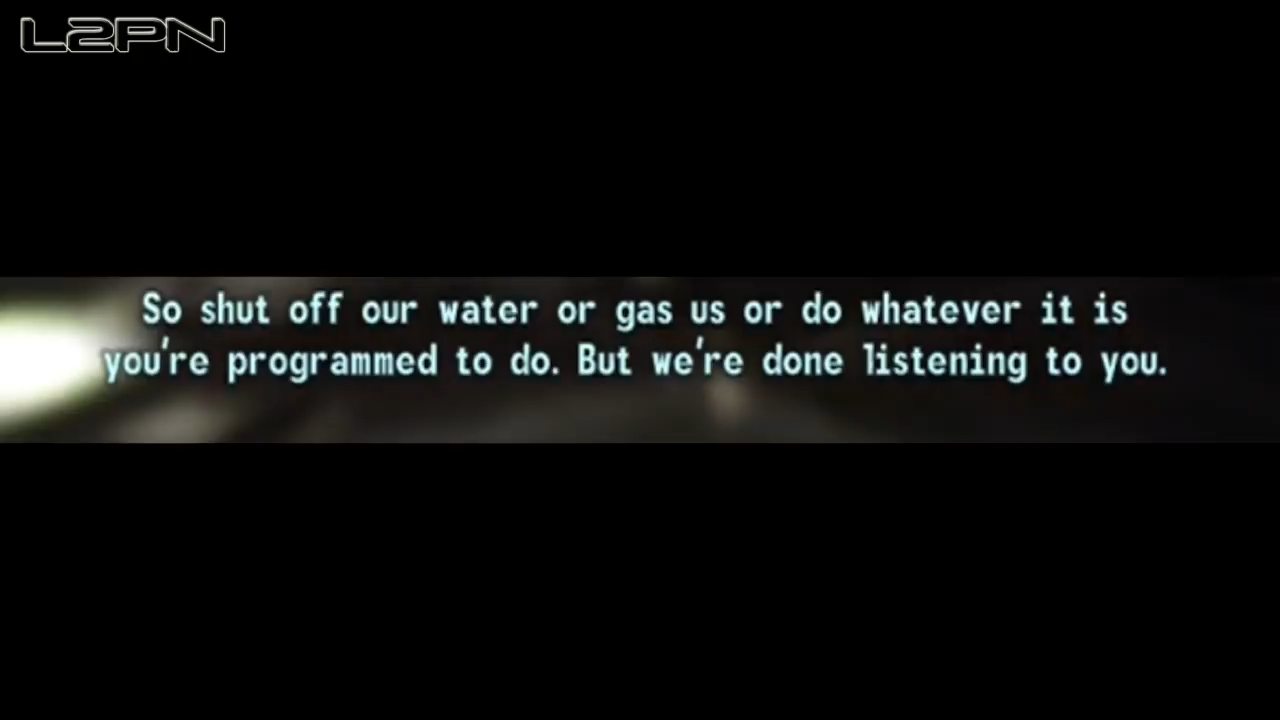 L2PN
So shut off our water or gas us or do whatever it is
you're programmed to do. But we're done listening to you.